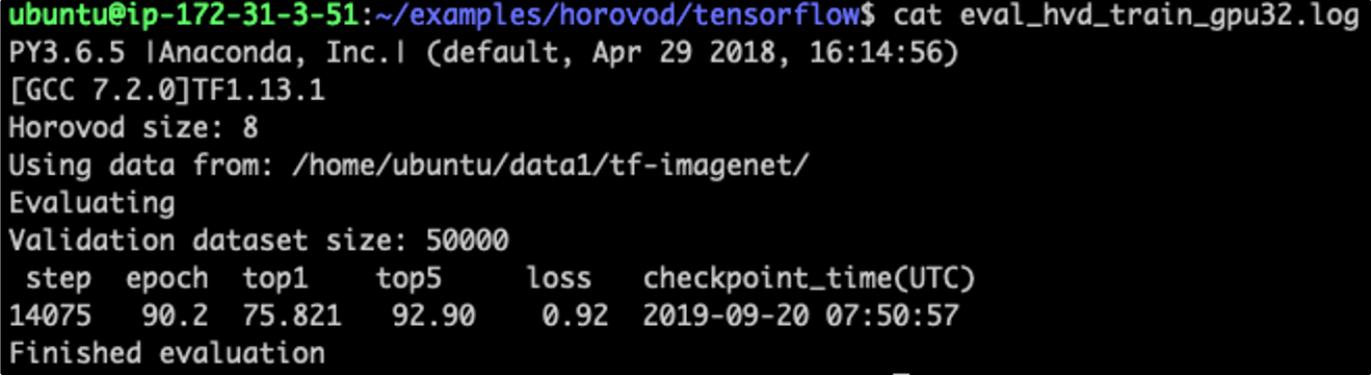 ubuntu@ip-172-31-3-51:~/examples/horovod/tensorflow$ cat eval_hvd_train_gpu32.log
PY3.6.5 |Anaconda, Inc.| (default, Apr 29 2018, 16:14:56)
[GCC 7.2.0]TF1.13.1
Horovod size: 8
Using data from: /home/ubuntu/data1/tf-imagenet/
Evaluating
Validation dataset size: 50000
step epoch top1 top5 loss checkpoint_time(UTC)
14075 90.2 75.821 92.90 0.92 2019-09-20 07:50:57
Finished evaluation